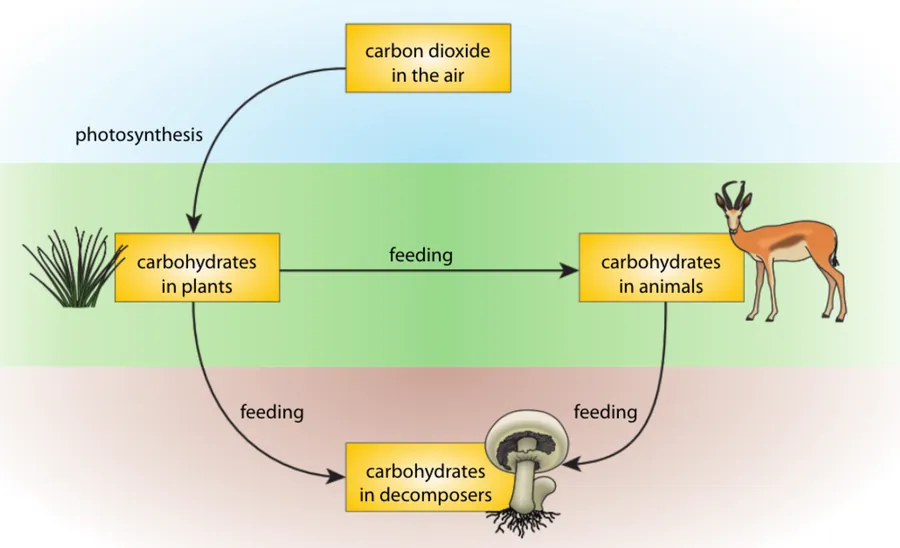 carbon dioxide
in the air
photosynthesis
carbohydrates
in plants
feeding
carbohydrates
in animals
feeding
feeding
carbohydrates
in decomposers